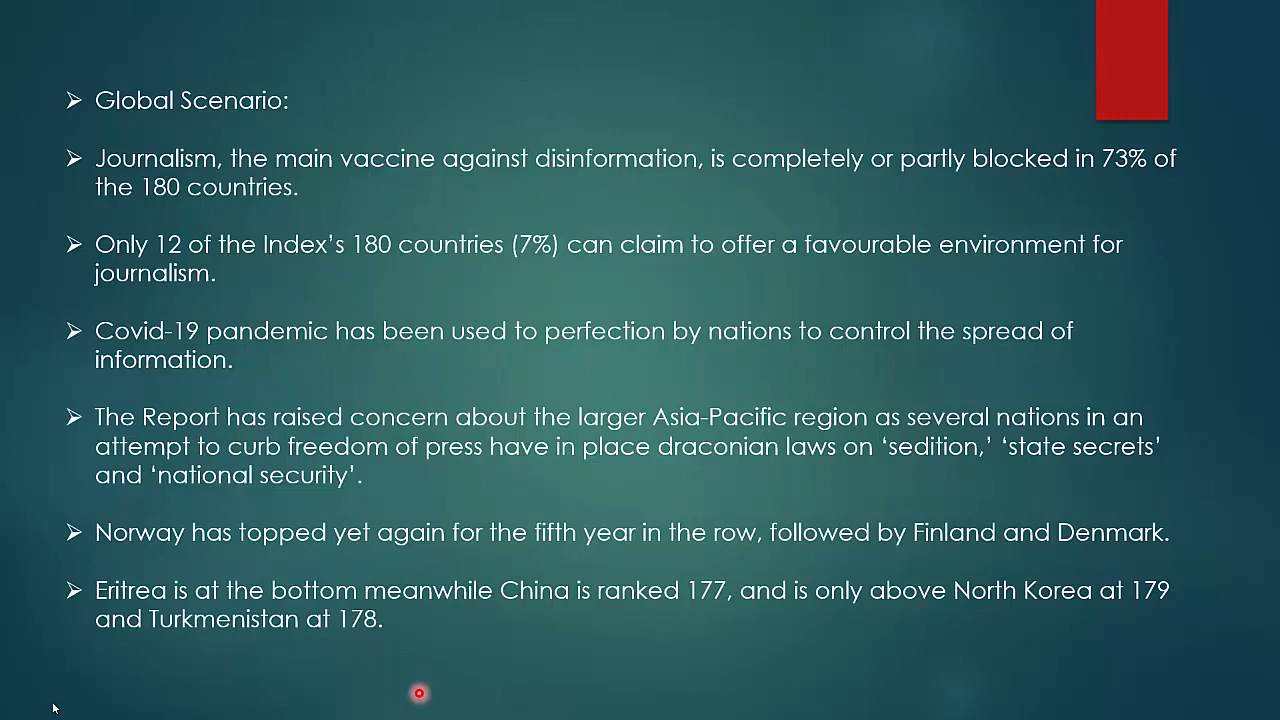 ➢ Global Scenario:
➢ Journalism, the main vaccine against disinformation, is completely or partly blocked in 73% of
the 180 countries.
➢ Only 12 of the Index’s 180 countries (7%) can claim to offer a favourable environment for
journalism.
➢ Covid-19 pandemic has been used to perfection by nations to control the spread of
information.
➢ The Report has raised concern about the larger Asia-Pacific region as several nations in an
attempt to curb freedom of press have in place draconian laws on ‘sedition,’ ‘state secrets’
and ‘national security’.
➢ Norway has topped yet again for the fifth year in the row, followed by Finland and Denmark.
➢ Eritrea is at the bottom meanwhile China is ranked 177, and is only above North Korea at 179
and Turkmenistan at 178.